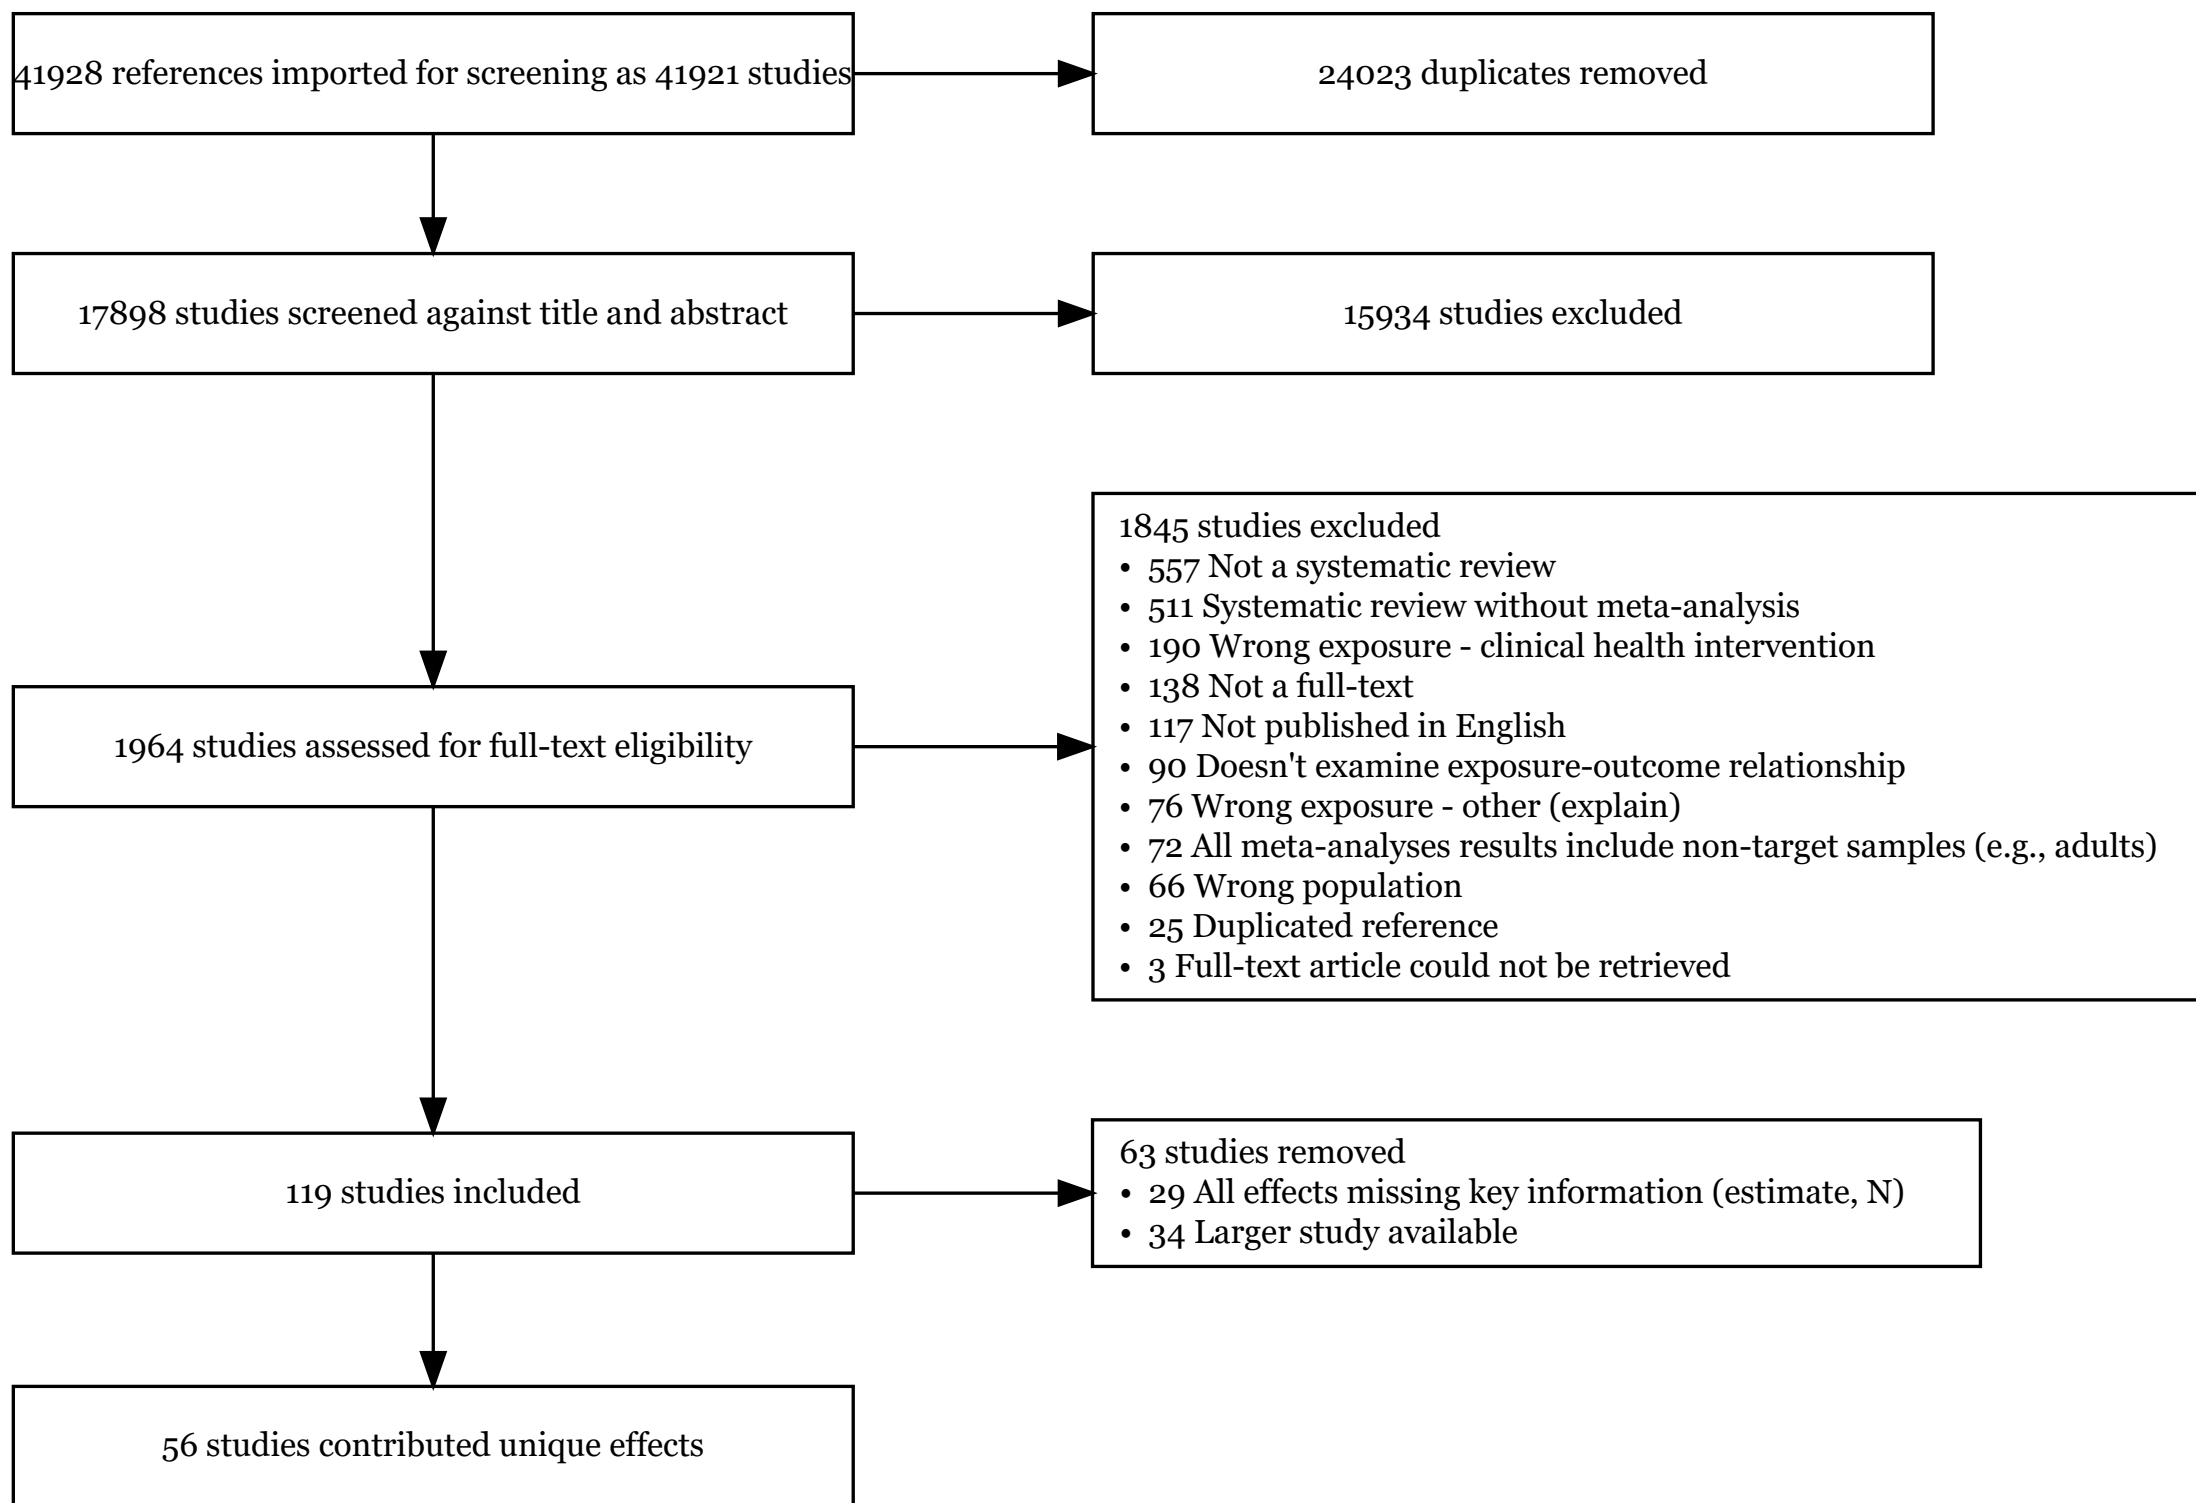 41928 references imported for screening as 41921 studies
24023 duplicates removed
17898 studies screened against title and abstract
15934 studies excluded
1964 studies assessed for full-text eligibility
1845 studies excluded
• 557 Not a systematic review
• 511 Systematic review without meta-analysis
• 190 Wrong exposure - clinical health intervention
• 138 Not a full-text
• 117 Not published in English
• 90 Doesn't examine exposure-outcome relationship
• 76 Wrong exposure - other (explain)
• 72 All meta-analyses results include non-target samples (e.g., adults)
• 66 Wrong population
• 25 Duplicated reference
• 3 Full-text article could not be retrieved
119 studies included
63 studies removed
• 29 All effects missing key information (estimate, N)
• 34 Larger study available
56 studies contributed unique effects